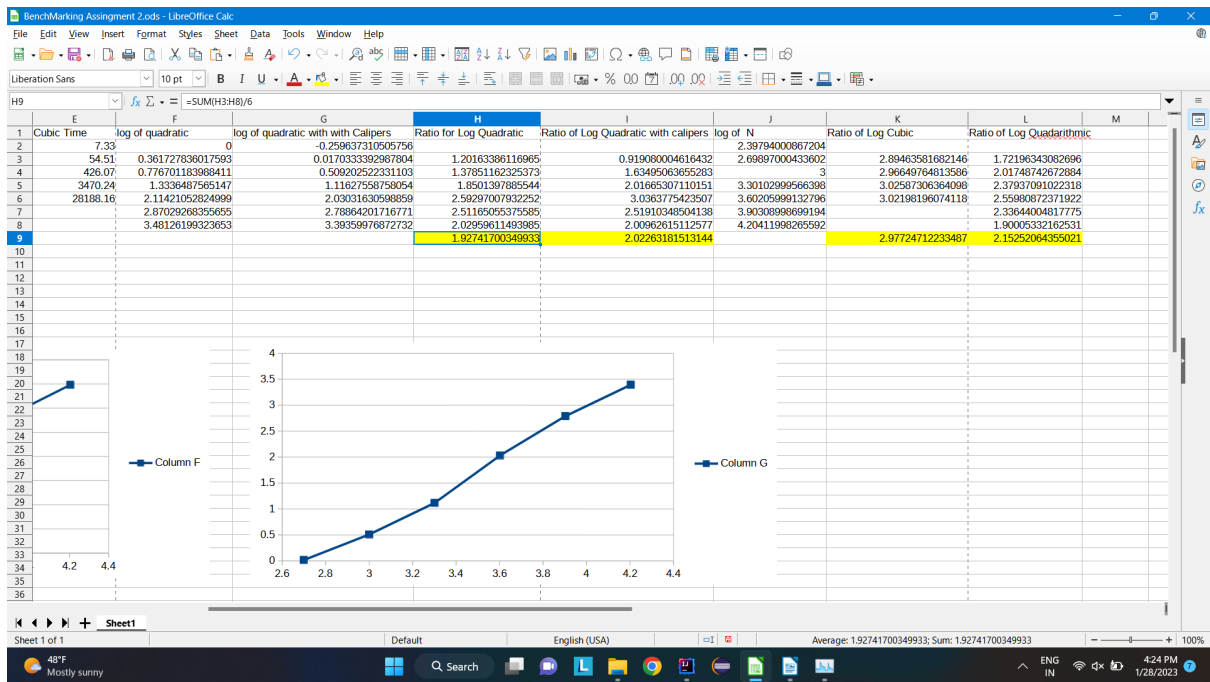 BenchMarking Assingment 2.ods - LibreOffice Calc
File Edit View Insert Format Styles Sheet Data Tools Window Help
Liberation Sans 10 pt
H9 =SUM(H3:H8)/6
E F G H I J K L M
1 Cubic Time log of quadratic log of quadratic with with Calipers Ratio for Log Quadratic Ratio of Log Quadratic with calipers log of N Ratio of Log Cubic Ratio of Log Quadarithmic
2 7.33 0 -0.259637310505756 2.39794000867204
3 54.51 0.361727836017593 0.0170333392987804 1.20163386116965 0.919080004616432 2.69897000433602 2.89463581682146 1.72196343082696
4 426.07 0.776701183988411 0.509202522331103 1.37851162325373 1.63495063655283 3 2.96649764813586 2.01748742672884
5 3470.24 1.3336487565147 1.11627558758054 1.8501397885544 2.01665307110151 3.30102999566398 3.02587306364098 2.37937091022318
6 28188.16 2.11421052824999 2.03031630598859 2.59297007932252 3.0363775423507 3.60205999132796 3.02198196074118 2.55980872371922
7 2.87029268355655 2.78864201716771 2.51165055375585 2.51910348504138 3.90308998699194 2.33644004817775
8 3.48126199323653 3.39359976872732 2.02959611493985 2.00962615112577 4.20411998265592 1.90005332162531
9 1.92741700349933 2.02263181513144 2.97724712233487 2.15252064355021
10
11
12
13
14
15
16
17
18
19
20
21
22
23
24
25
26
27
28
29
30
31
32
33
34
35
36
4.2 4.4
Column F
4
3.5
3
2.5
2
1.5
1
0.5
0
2.6 2.8 3 3.2 3.4 3.6 3.8 4 4.2 4.4
Column G
Sheet1
Sheet 1 of 1 Default English (USA) Average: 1.92741700349933; Sum: 1.92741700349933 100%
48°F
Mostly sunny
Search
ENG
IN
4:24 PM
1/28/2023
7